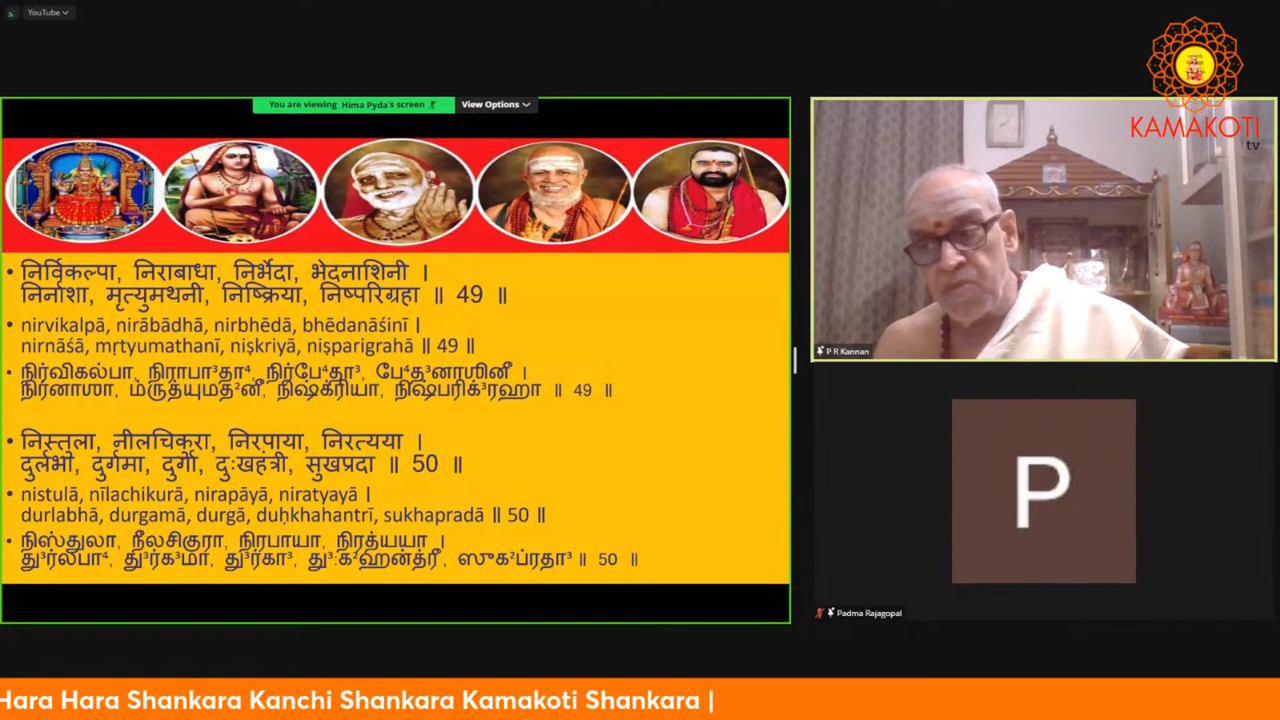 YouTube
You are viewing Hima Pyda's screen
View Options
KAMAKOTI
tv
• निर्विकल्पा, निराबाधा, निर्भेदा, भेदनाशिनी ।
निर्नाशा, मृत्युमथनी, निष्क्रिया, निष्परिग्रहा ॥ 49 ॥
• nirvikalpā, nirābādhā, nirbhēdā, bhēdanāśinī |
nirnāśā, mṛtyumathanī, niṣkriyā, niṣparigrahā ॥ 49 ॥
• நிர்விகல்பா, நிராபா³தா⁴, நிர்பே⁴தா³, பே⁴த³னாஶினீ ।
நிர்னாஶா, ம்ருத்யுமத²னீ, நிஷ்க்ரியா, நிஷ்பரிக்³ரஹா ॥ 49 ॥
• निस्तुला, नीलचिकुरा, निरपाया, निरत्यया ।
दुर्लभा, दुर्गमा, दुर्गा, दुःखहंत्री, सुखप्रदा ॥ 50 ॥
• nistulā, nīlachikurā, nirapāyā, niratyayā |
durlabhā, durgamā, durgā, duḥkhahantrī, sukhapradā ॥ 50 ॥
• நிஸ்துலா, நீலசிகுரா, நிரபாயா, நிரத்யயா ।
து³ர்லபா⁴, து³ர்க³மா, து³ர்கா³, து³:க²ஹன்த்ரீ, ஸுக²ப்ரதா³ ॥ 50 ॥
P R Kannan
P
Padma Rajagopal
Hara Hara Shankara Kanchi Shankara Kamakoti Shankara |